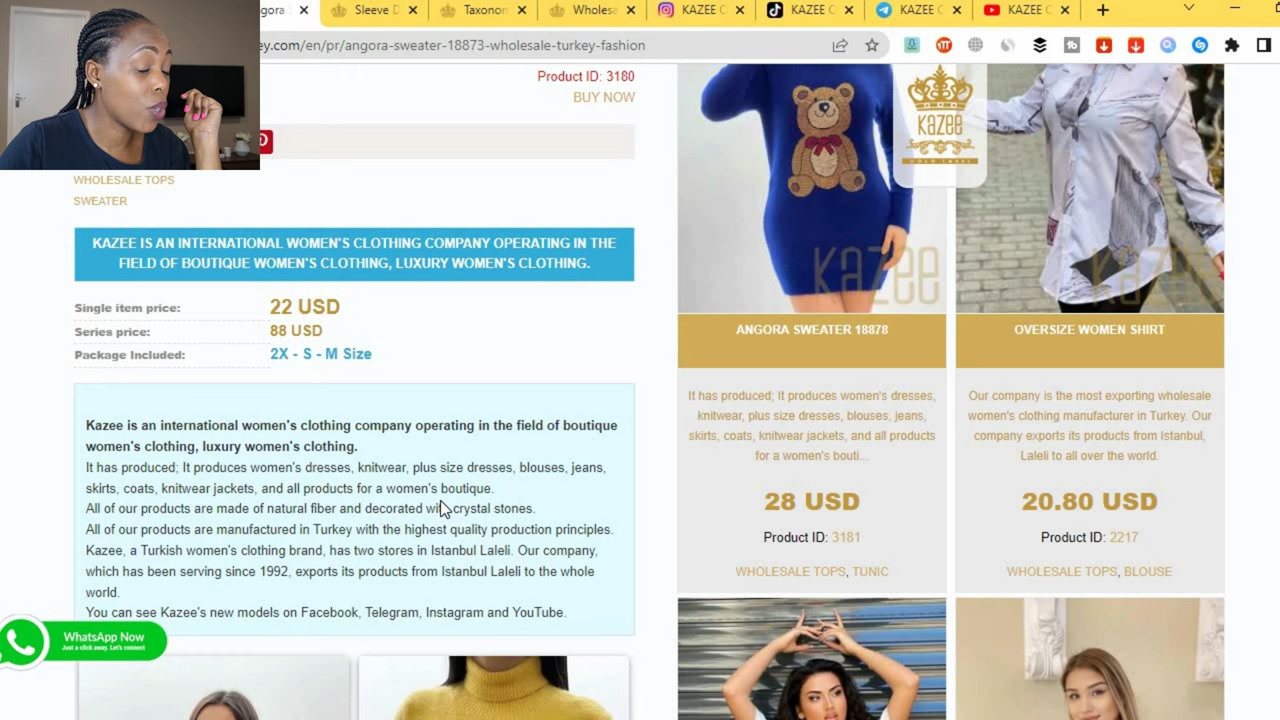 ngora S
Sleeve D
Taxonom
Wholesa
KAZEE C
KAZEE C
KAZEE C
KAZEE C
ey.com/en/pr/angora-sweater-18873-wholesale-turkey-fashion
Product ID: 3180
BUY NOW
WHOLESALE TOPS
SWEATER
KAZEE IS AN INTERNATIONAL WOMEN'S CLOTHING COMPANY OPERATING IN THE
FIELD OF BOUTIQUE WOMEN'S CLOTHING, LUXURY WOMEN'S CLOTHING.
Single item price: 22 USD
Series price: 88 USD
Package Included: 2X - S - M Size
Kazee is an international women's clothing company operating in the field of boutique
women's clothing, luxury women's clothing.
It has produced; It produces women's dresses, knitwear, plus size dresses, blouses, jeans,
skirts, coats, knitwear jackets, and all products for a women's boutique.
All of our products are made of natural fiber and decorated with crystal stones.
All of our products are manufactured in Turkey with the highest quality production principles.
Kazee, a Turkish women's clothing brand, has two stores in Istanbul Laleli. Our company,
which has been serving since 1992, exports its products from Istanbul Laleli to the whole
world.
You can see Kazee's new models on Facebook, Telegram, Instagram and YouTube.
WhatsApp Now
Just a click away. Let's connect
kazee
GOLD LABEL
kazee
kazee
ANGORA SWEATER 18878
It has produced; It produces women's dresses,
knitwear, plus size dresses, blouses, jeans,
skirts, coats, knitwear jackets, and all products
for a women's bouti...
28 USD
Product ID: 3181
WHOLESALE TOPS, TUNIC
OVERSIZE WOMEN SHIRT
Our company is the most exporting wholesale
women's clothing manufacturer in Turkey. Our
company exports its products from Istanbul,
Laleli to all over the world.
20.80 USD
Product ID: 2217
WHOLESALE TOPS, BLOUSE